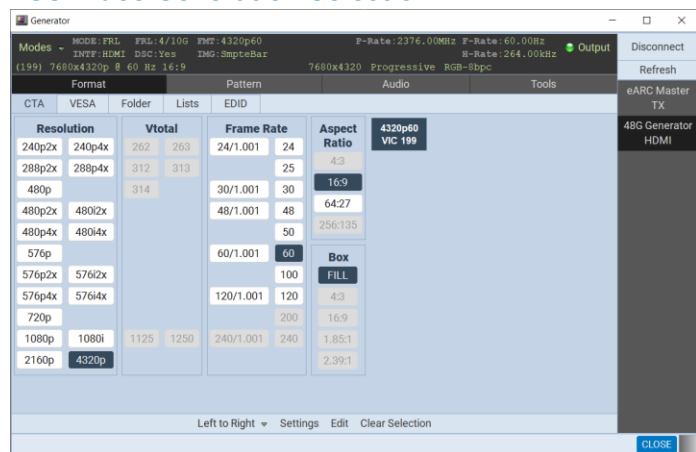 Generator
Modes MODE:FRL FRL:4/10G FMT:4320p60 P-Rate:2376.00MHz F-Rate:60.00Hz Output
INTF:HDMI DSC:Yes IMG:SmpteBar H-Rate:264.00kHz
(199) 7680x4320p @ 60 Hz 16:9 7680x4320 Progressive RGB-8bpc
Disconnect
Refresh
eARC Master
TX
48G Generator
HDMI
Format Pattern Audio Tools
CTA VESA Folder Lists EDID
Resolution Vtotal Frame Rate Aspect
Ratio
4320p60
VIC 199
240p2x 240p4x 262 263 24/1.001 24 4:3
288p2x 288p4x 312 313 25 16:9
480p 314 30/1.001 30 64:27
480p2x 480i2x 48/1.001 48 256:135
480p4x 480i4x 50
576p 60/1.001 60 Box
576p2x 576i2x 100 FILL
576p4x 576i4x 120/1.001 120 4:3
720p 200 16:9
1080p 1080i 1125 1250 240/1.001 240 1.85:1
2160p 4320p 2.39:1
Left to Right Settings Edit Clear Selection
CLOSE